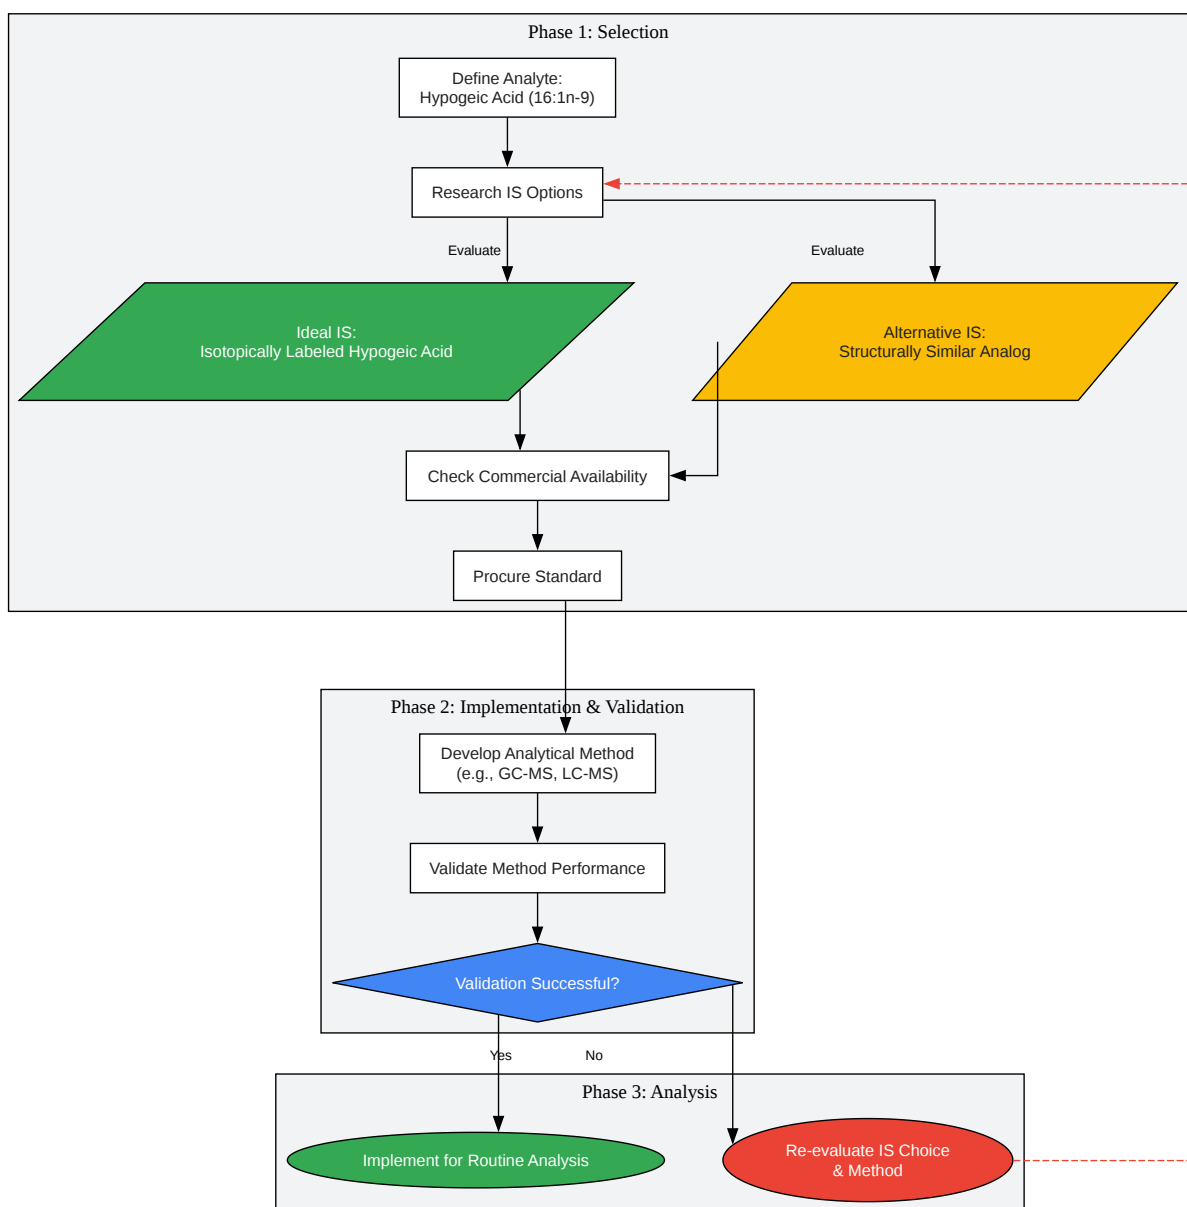 Phase 1: Selection
Define Analyte:
Hypogeic Acid (16:1n-9)
Research IS Options
Evaluate
Evaluate
Ideal IS:
Isotopically Labeled Hypogeic Acid
Alternative IS:
Structurally Similar Analog
Check Commercial Availability
Procure Standard
Phase 2: Implementation & Validation
Develop Analytical Method
(e.g., GC-MS, LC-MS)
Validate Method Performance
Validation Successful?
Yes
No
Phase 3: Analysis
Implement for Routine Analysis
Re-evaluate IS Choice
& Method